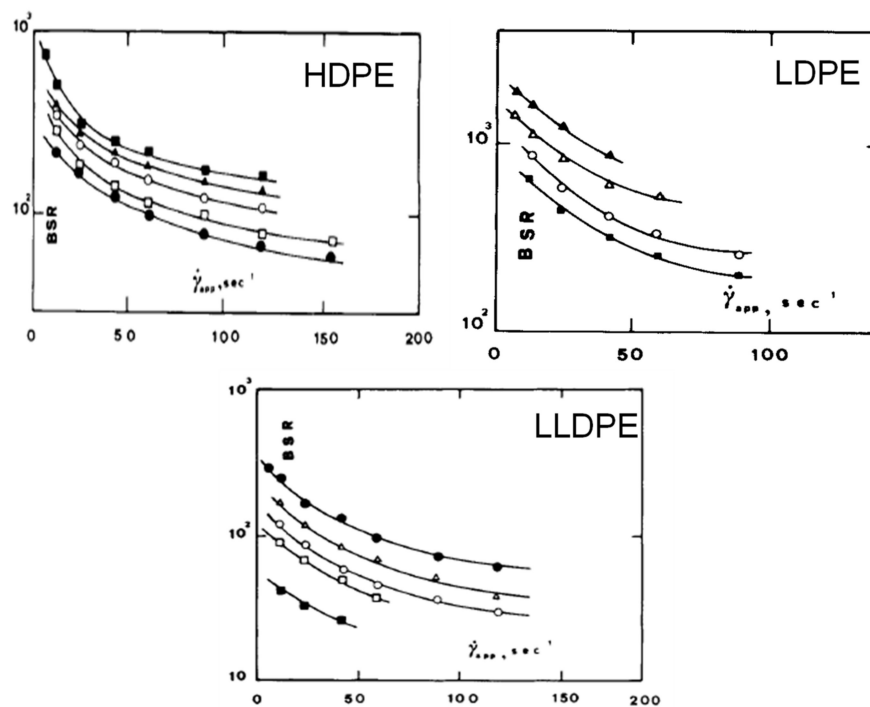 10³
HDPE
10²
BSR
γ̇ₐₚₚ, sec⁻¹
0 50 100 150 200
LDPE
10³
BSR
γ̇ₐₚₚ, sec⁻¹
10²
0 50 100
10³
BSR
LLDPE
10²
γ̇ₐₚₚ, sec⁻¹
10
0 50 100 150 200